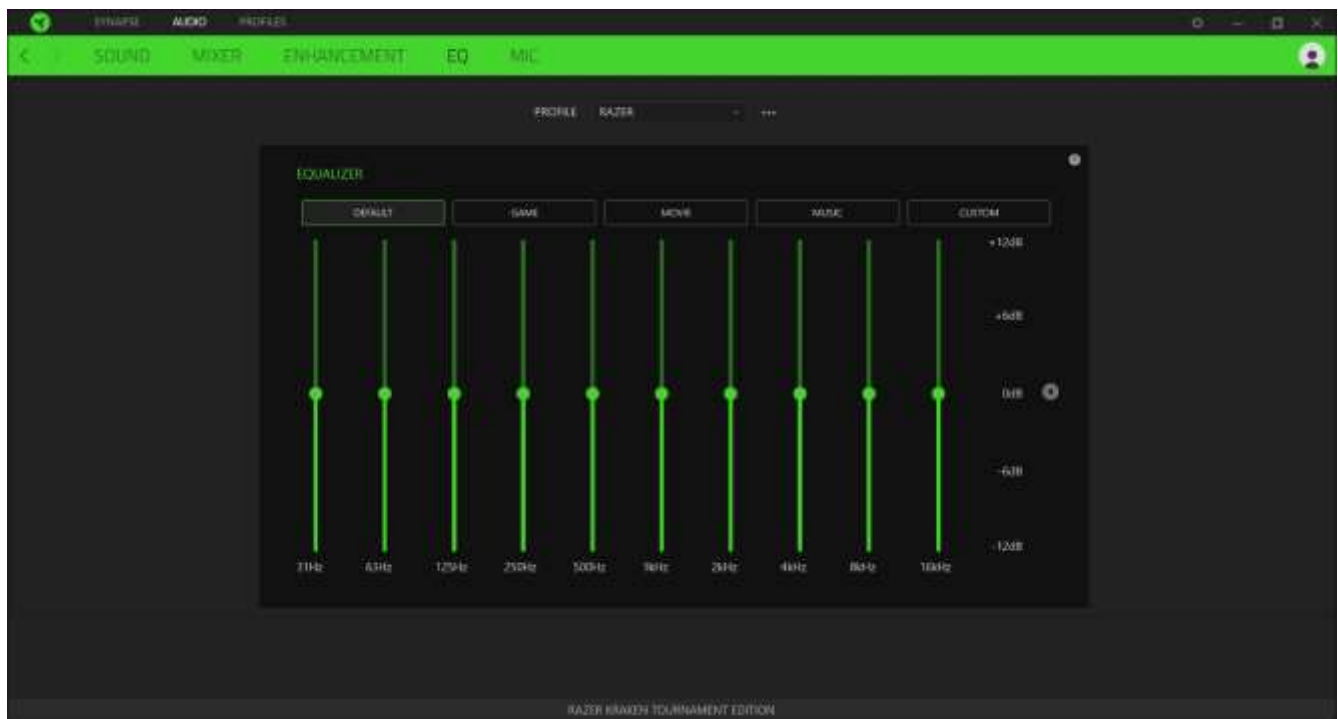 SYNAPSE AUDIO PROFILES
SOUND MIXER ENHANCEMENT EQ MIC
PROFILE RAZER
EQUALIZER
DEFAULT GAME MOVIE MUSIC CUSTOM
+12dB
+6dB
0dB
-6dB
-12dB
31Hz 63Hz 125Hz 250Hz 500Hz 1kHz 2kHz 4kHz 8kHz 16kHz
RAZER KRAKEN TOURNAMENT EDITION